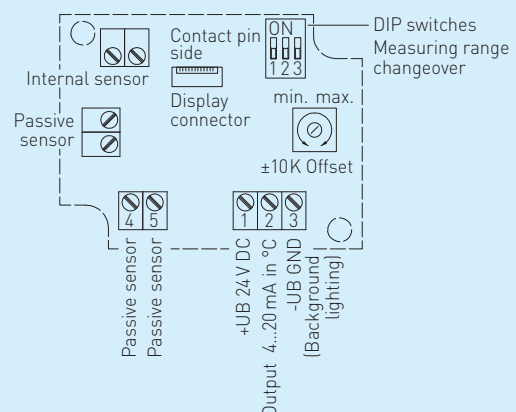 Contact pin
side
ON
1 2 3
DIP switches
Measuring range
changeover
Internal sensor
Display
connector
Passive
sensor
min. max.
±10K Offset
4 5
1 2 3
Passive sensor
Passive sensor
+UB 24 V DC
Output 4...20 mA in °C
-UB GND
(Background
lighting)